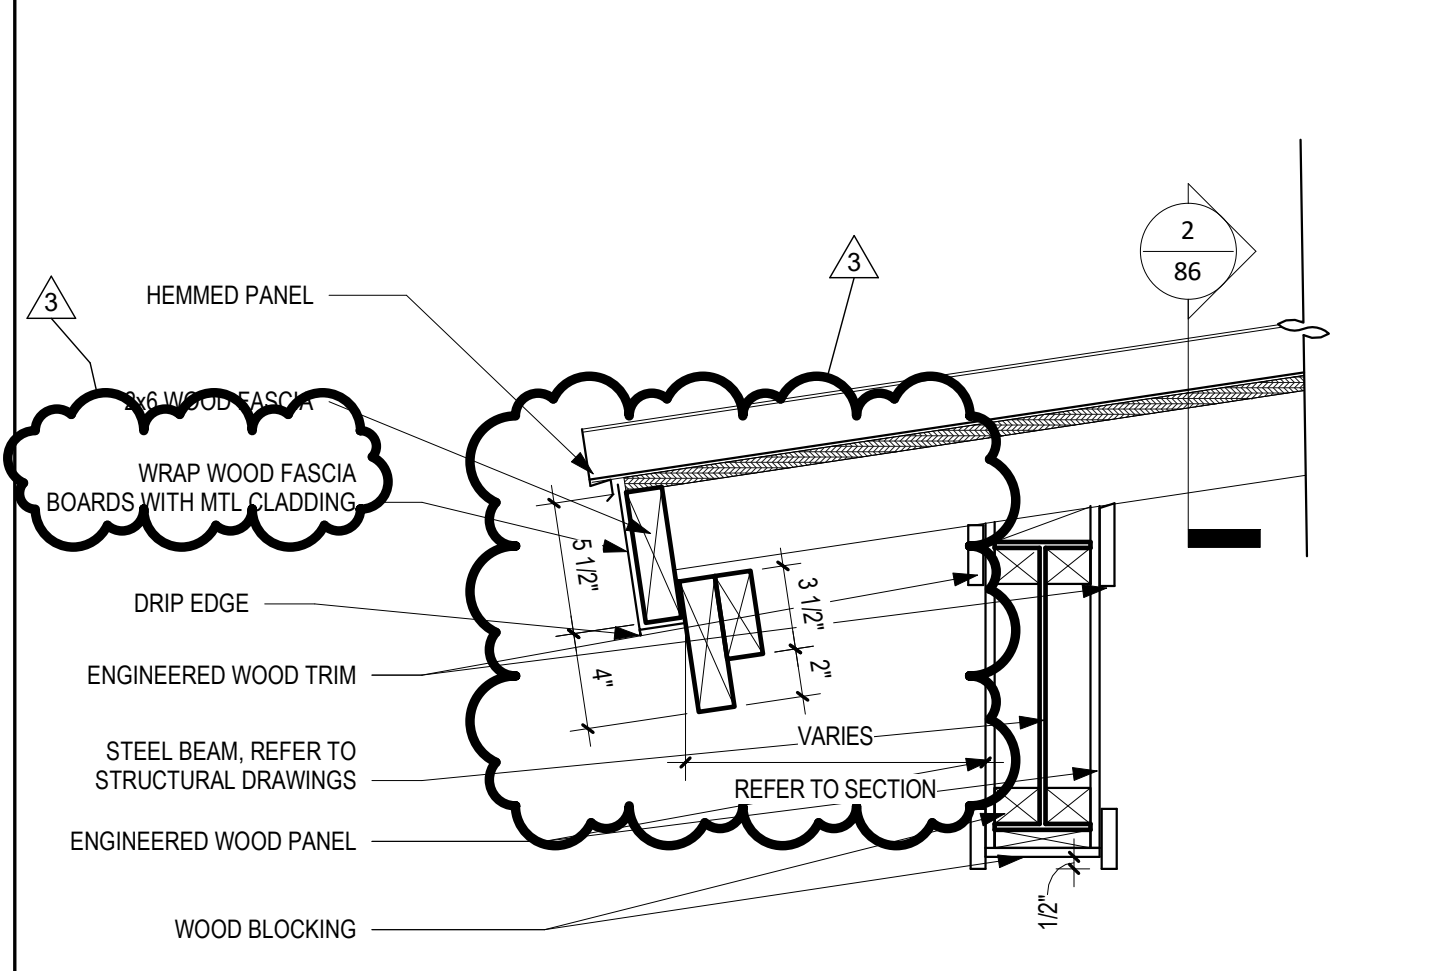 2
86
3
3
HEMMED PANEL
2x6 WOOD FASCIA
WRAP WOOD FASCIA
BOARDS WITH MTL CLADDING
5 1/2"
3 1/2"
DRIP EDGE
2"
4"
ENGINEERED WOOD TRIM
VARIES
STEEL BEAM, REFER TO
STRUCTURAL DRAWINGS
REFER TO SECTION
ENGINEERED WOOD PANEL
1/2"
WOOD BLOCKING